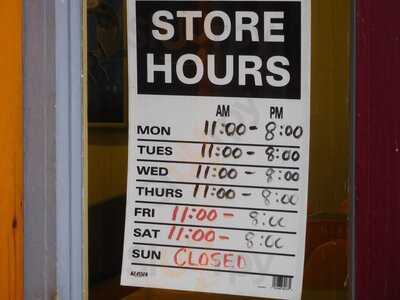 STORE
HOURS
AM PM
MON 11:00 - 8:00
TUES 11:00 - 8:00
WED 11:00 - 8:00
THURS 11:00 - 8:00
FRI 11:00 - 8:00
SAT 11:00 - 8:00
SUN CLOSED